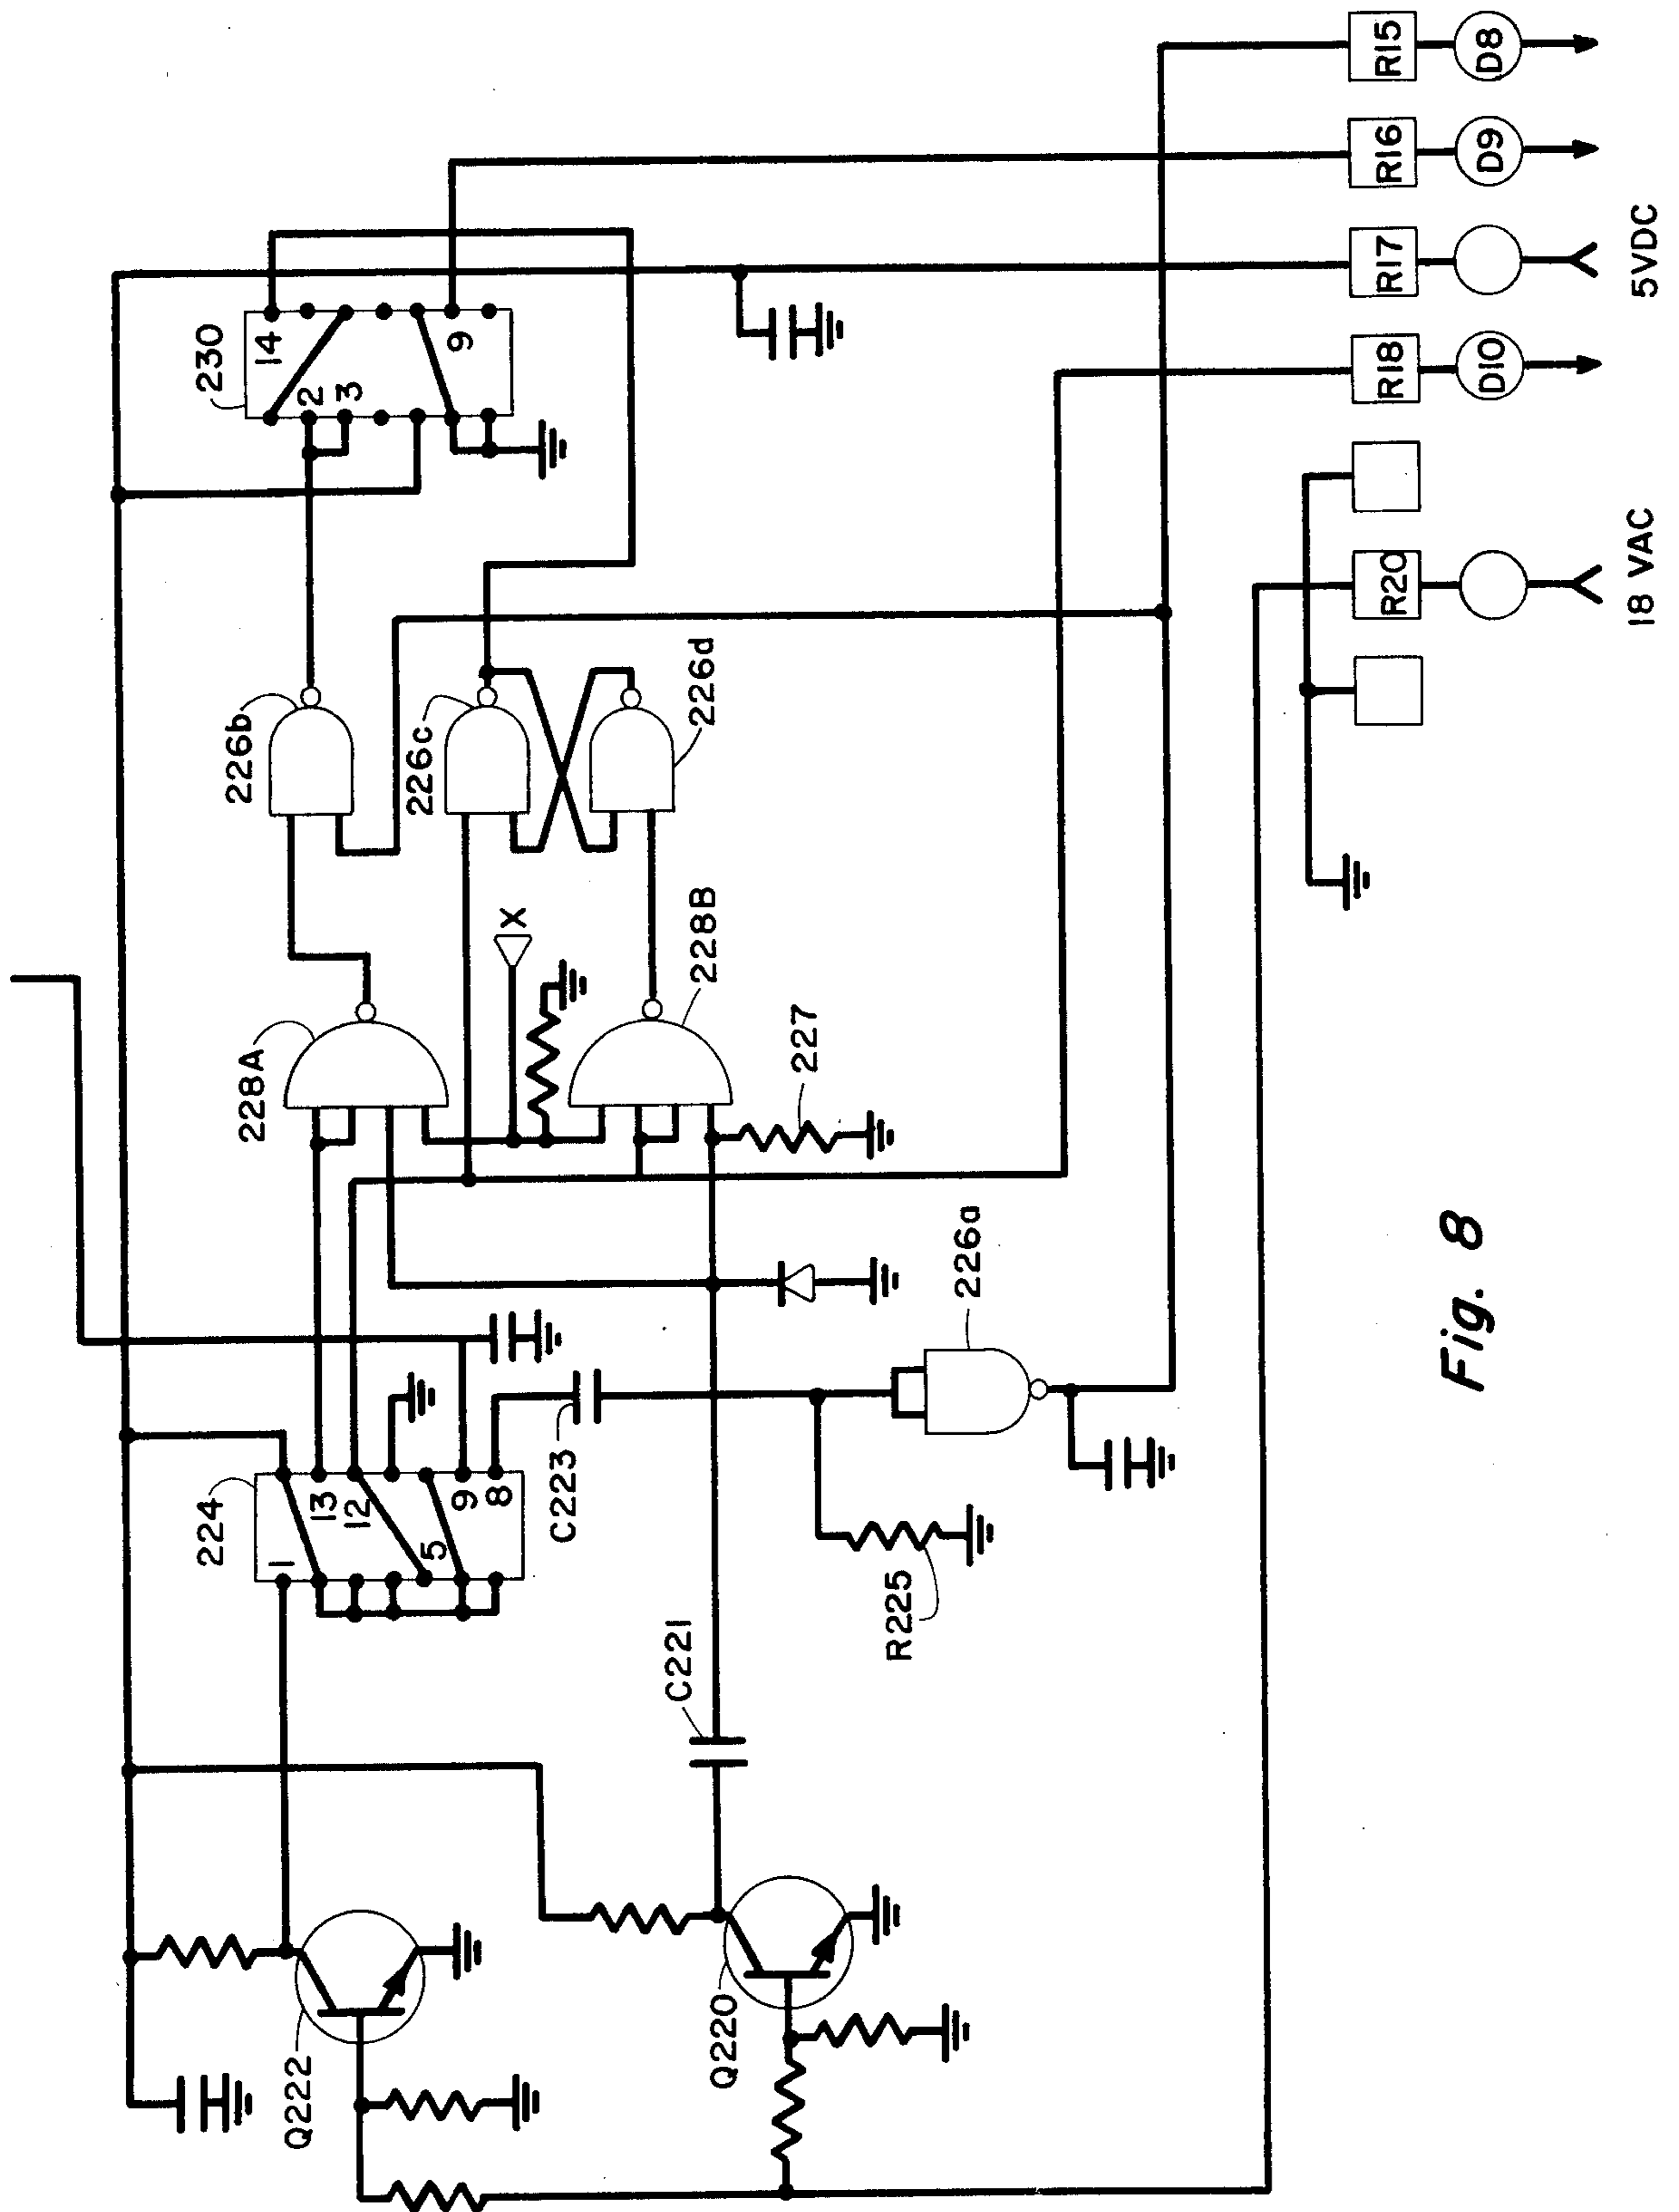 230
14
2
3
9
226b
226c
226d
228A
X
228B
227
224
1
13
12
5
9
8
C223
226a
R225
C221
Q222
Q220
R15
D8
R16
D9
R17
5VDC
R18
D10
R20
18 VAC
Fig. 8